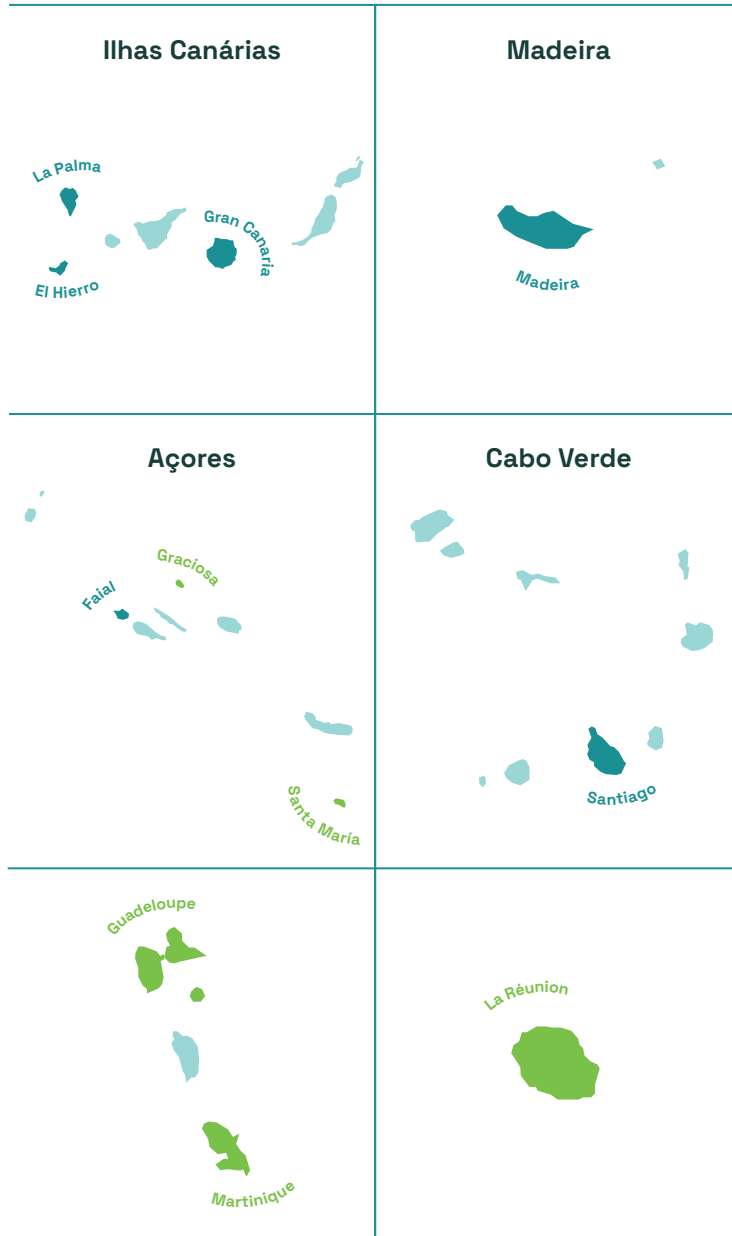 Ilhas Canárias
La Palma
Gran Canaria
El Hierro
Madeira
Madeira
Açores
Graciosa
Faial
Santa María
Cabo Verde
Santiago
Guadeloupe
Martinique
La Réunion